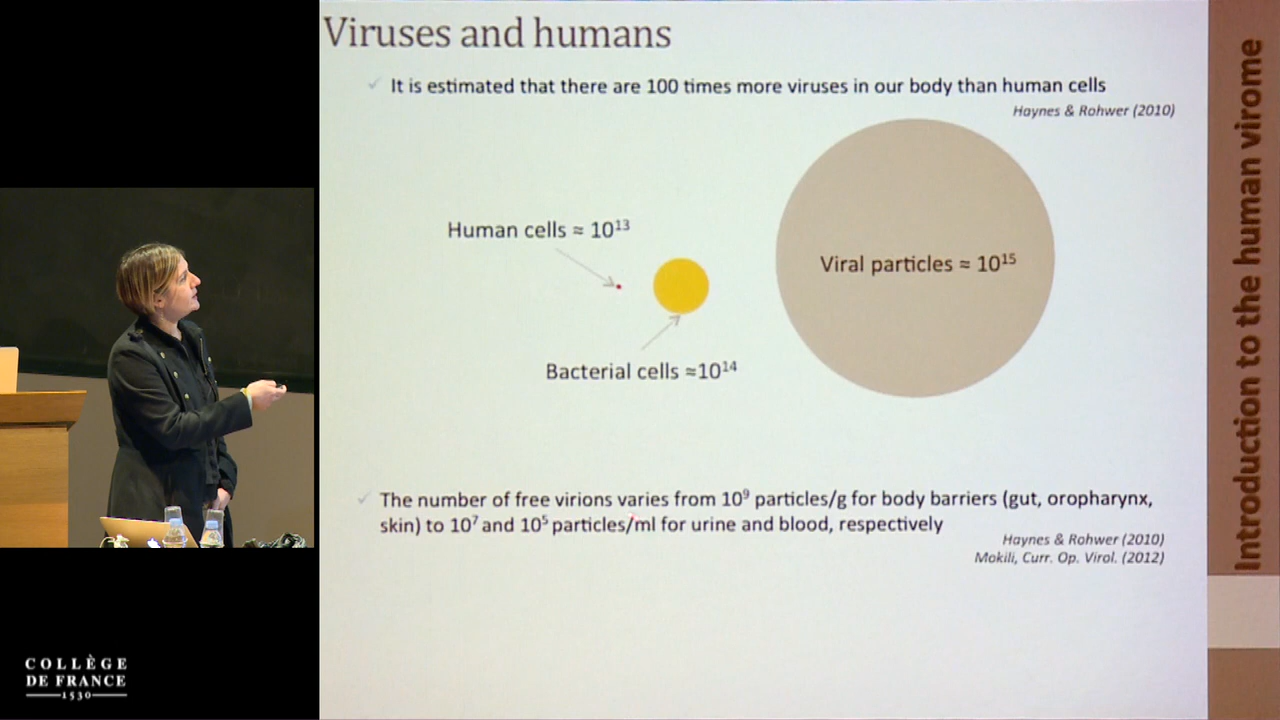 Viruses and humans
✓ It is estimated that there are 100 times more viruses in our body than human cells
Haynes & Rohwer (2010)
Human cells ≈ 10¹³
Viral particles ≈ 10¹⁵
Bacterial cells ≈10¹⁴
✓ The number of free virions varies from 10⁹ particles/g for body barriers (gut, oropharynx,
skin) to 10⁷ and 10⁵ particles/ml for urine and blood, respectively
Haynes & Rohwer (2010)
Mokili, Curr. Op. Virol. (2012)
Introduction to the human virome
COLLÈGE
DE FRANCE
1530